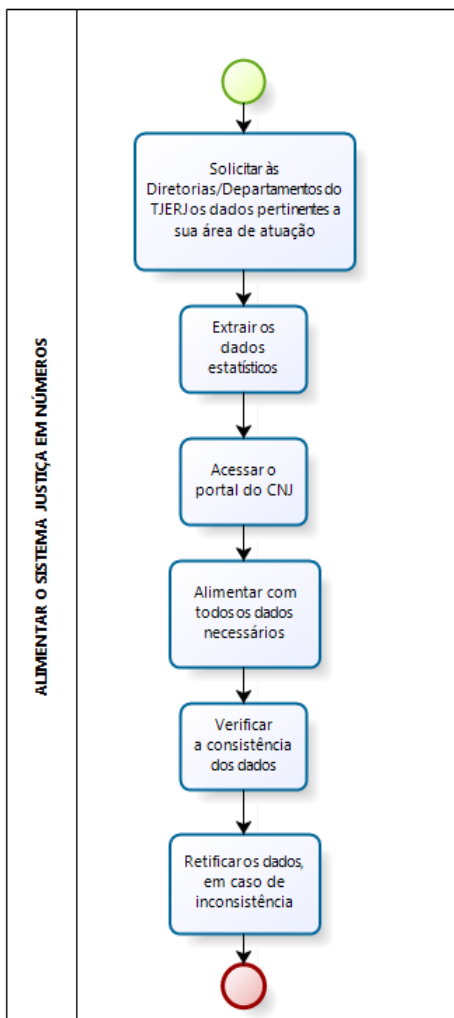 ALIMENTAR O SISTEMA JUSTIÇA EM NÚMEROS
Solicitar às
Diretorias/Departamentos do
TJERJ os dados pertinentes a
sua área de atuação
Extrair os
dados
estatísticos
Acessar o
portal do CNJ
Alimentar com
todos os dados
necessários
Verificar
a consistência
dos dados
Retificar os dados,
em caso de
inconsistência